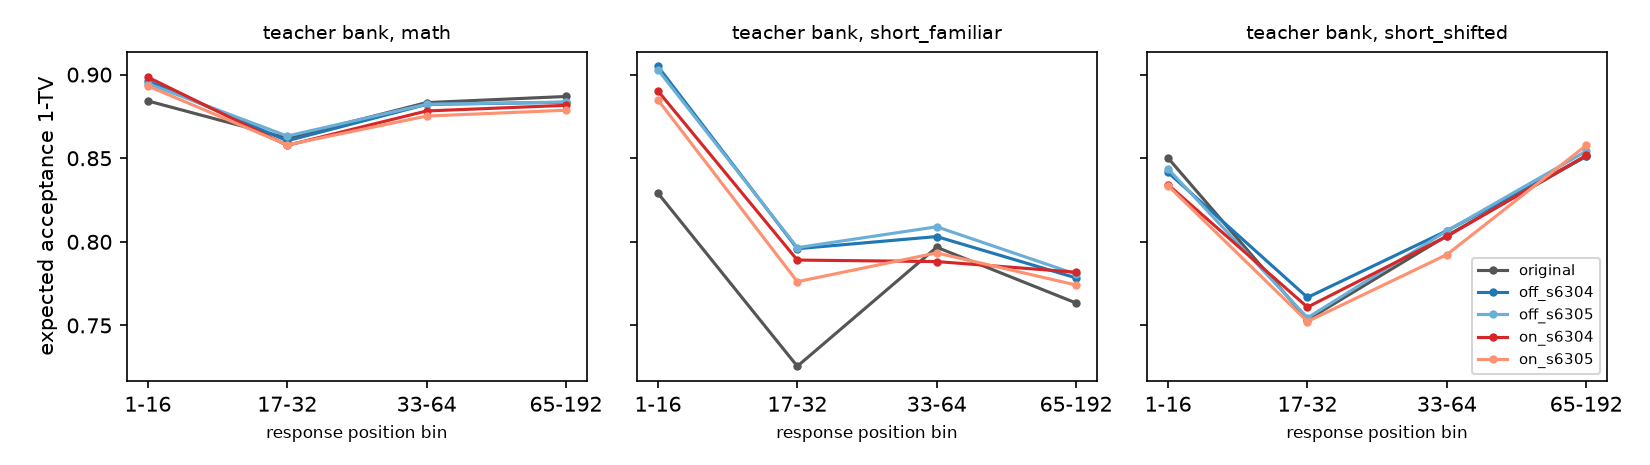 teacher bank, math
teacher bank, short_familiar
teacher bank, short_shifted
expected acceptance 1-TV
0.90
0.85
0.80
0.75
1-16 17-32 33-64 65-192
response position bin
1-16 17-32 33-64 65-192
response position bin
1-16 17-32 33-64 65-192
response position bin
original
off_s6304
off_s6305
on_s6304
on_s6305